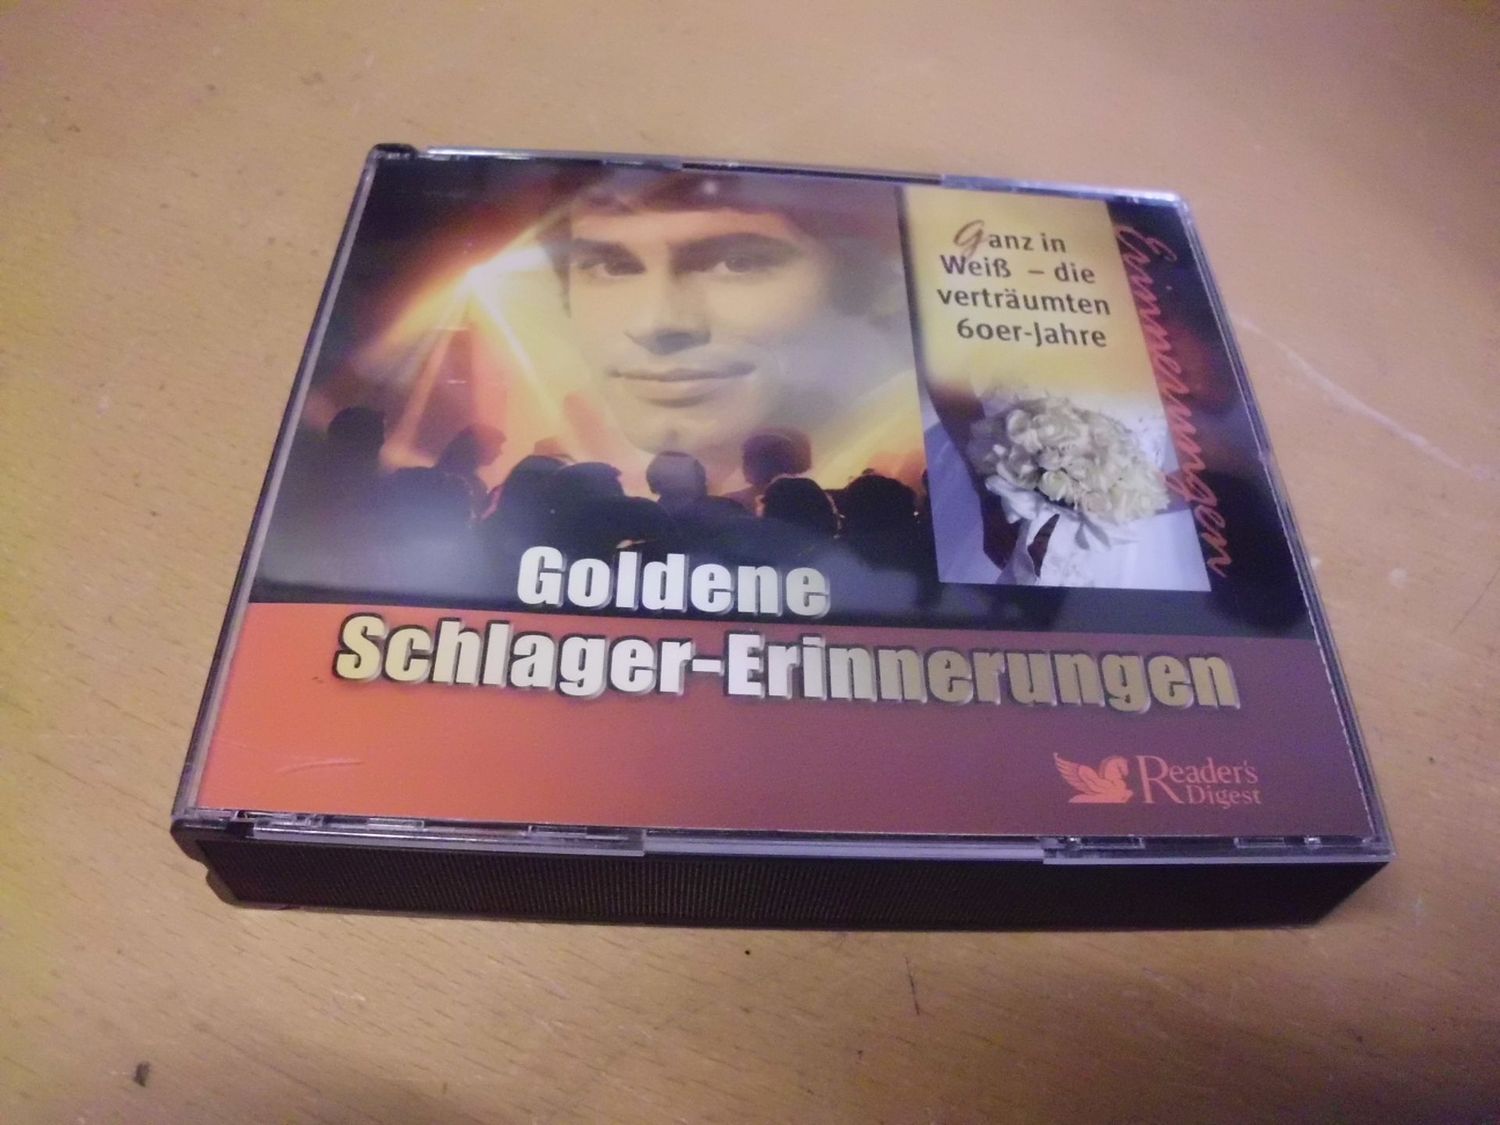 Ganz in
Weiß – die
verträumten
60er-Jahre
Erinnerungen
Goldene
Schlager-Erinnerungen
Reader's
Digest